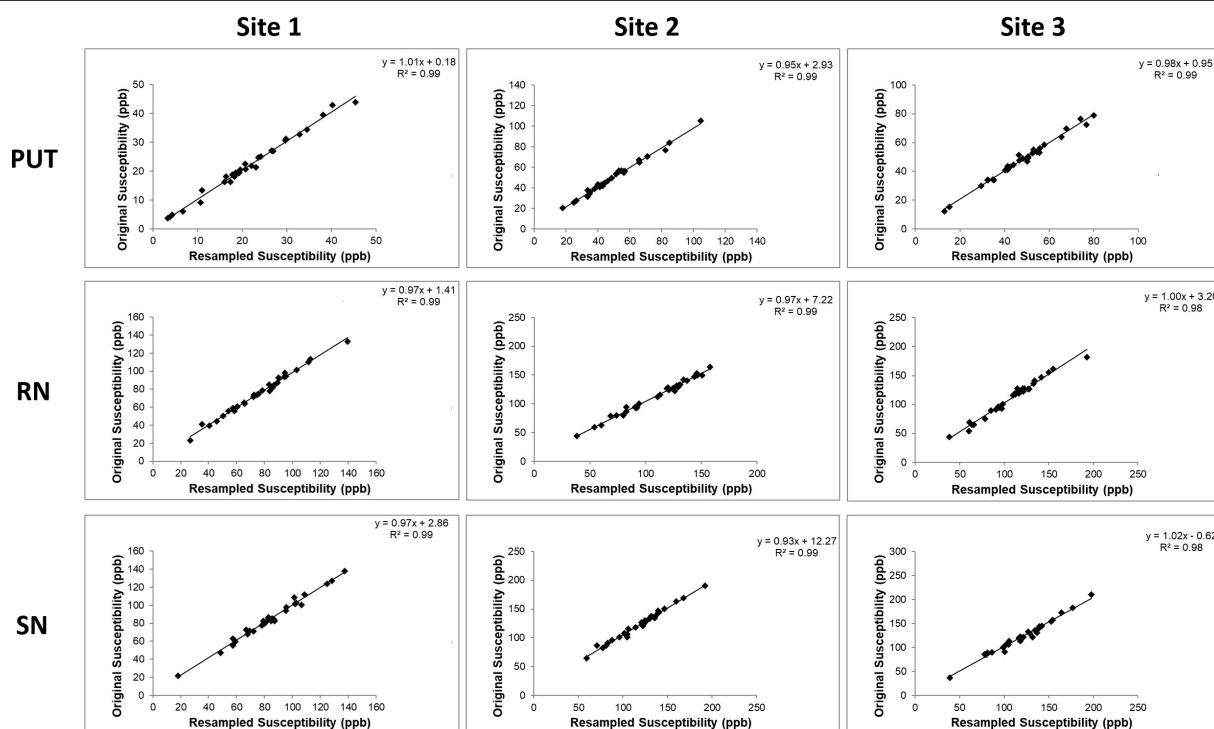 Site 1 Site 2 Site 3
PUT
y = 1.01x + 0.18
R² = 0.99
Original Susceptibility (ppb)
50
40
30
20
10
0
0 10 20 30 40 50
Resampled Susceptibility (ppb)
y = 0.95x + 2.93
R² = 0.99
Original Susceptibility (ppb)
140
120
100
80
60
40
20
0
0 20 40 60 80 100 120 140
Resampled Susceptibility (ppb)
y = 0.98x + 0.95
R² = 0.99
Original Susceptibility (ppb)
100
80
60
40
20
0
0 20 40 60 80 100
Resampled Susceptibility (ppb)
RN
y = 0.97x + 1.41
R² = 0.99
Original Susceptibility (ppb)
160
140
120
100
80
60
40
20
0
0 20 40 60 80 100 120 140 160
Resampled Susceptibility (ppb)
y = 0.97x + 7.22
R² = 0.99
Original Susceptibility (ppb)
250
200
150
100
50
0
0 50 100 150 200
Resampled Susceptibility (ppb)
y = 1.00x + 3.20
R² = 0.98
Original Susceptibility (ppb)
250
200
150
100
50
0
0 50 100 150 200 250
Resampled Susceptibility (ppb)
SN
y = 0.97x + 2.86
R² = 0.99
Original Susceptibility (ppb)
160
140
120
100
80
60
40
20
0
0 20 40 60 80 100 120 140 160
Resampled Susceptibility (ppb)
y = 0.93x + 12.27
R² = 0.99
Original Susceptibility (ppb)
250
200
150
100
50
0
0 50 100 150 200 250
Resampled Susceptibility (ppb)
y = 1.02x - 0.62
R² = 0.98
Original Susceptibility (ppb)
300
250
200
150
100
50
0
0 50 100 150 200 250
Resampled Susceptibility (ppb)